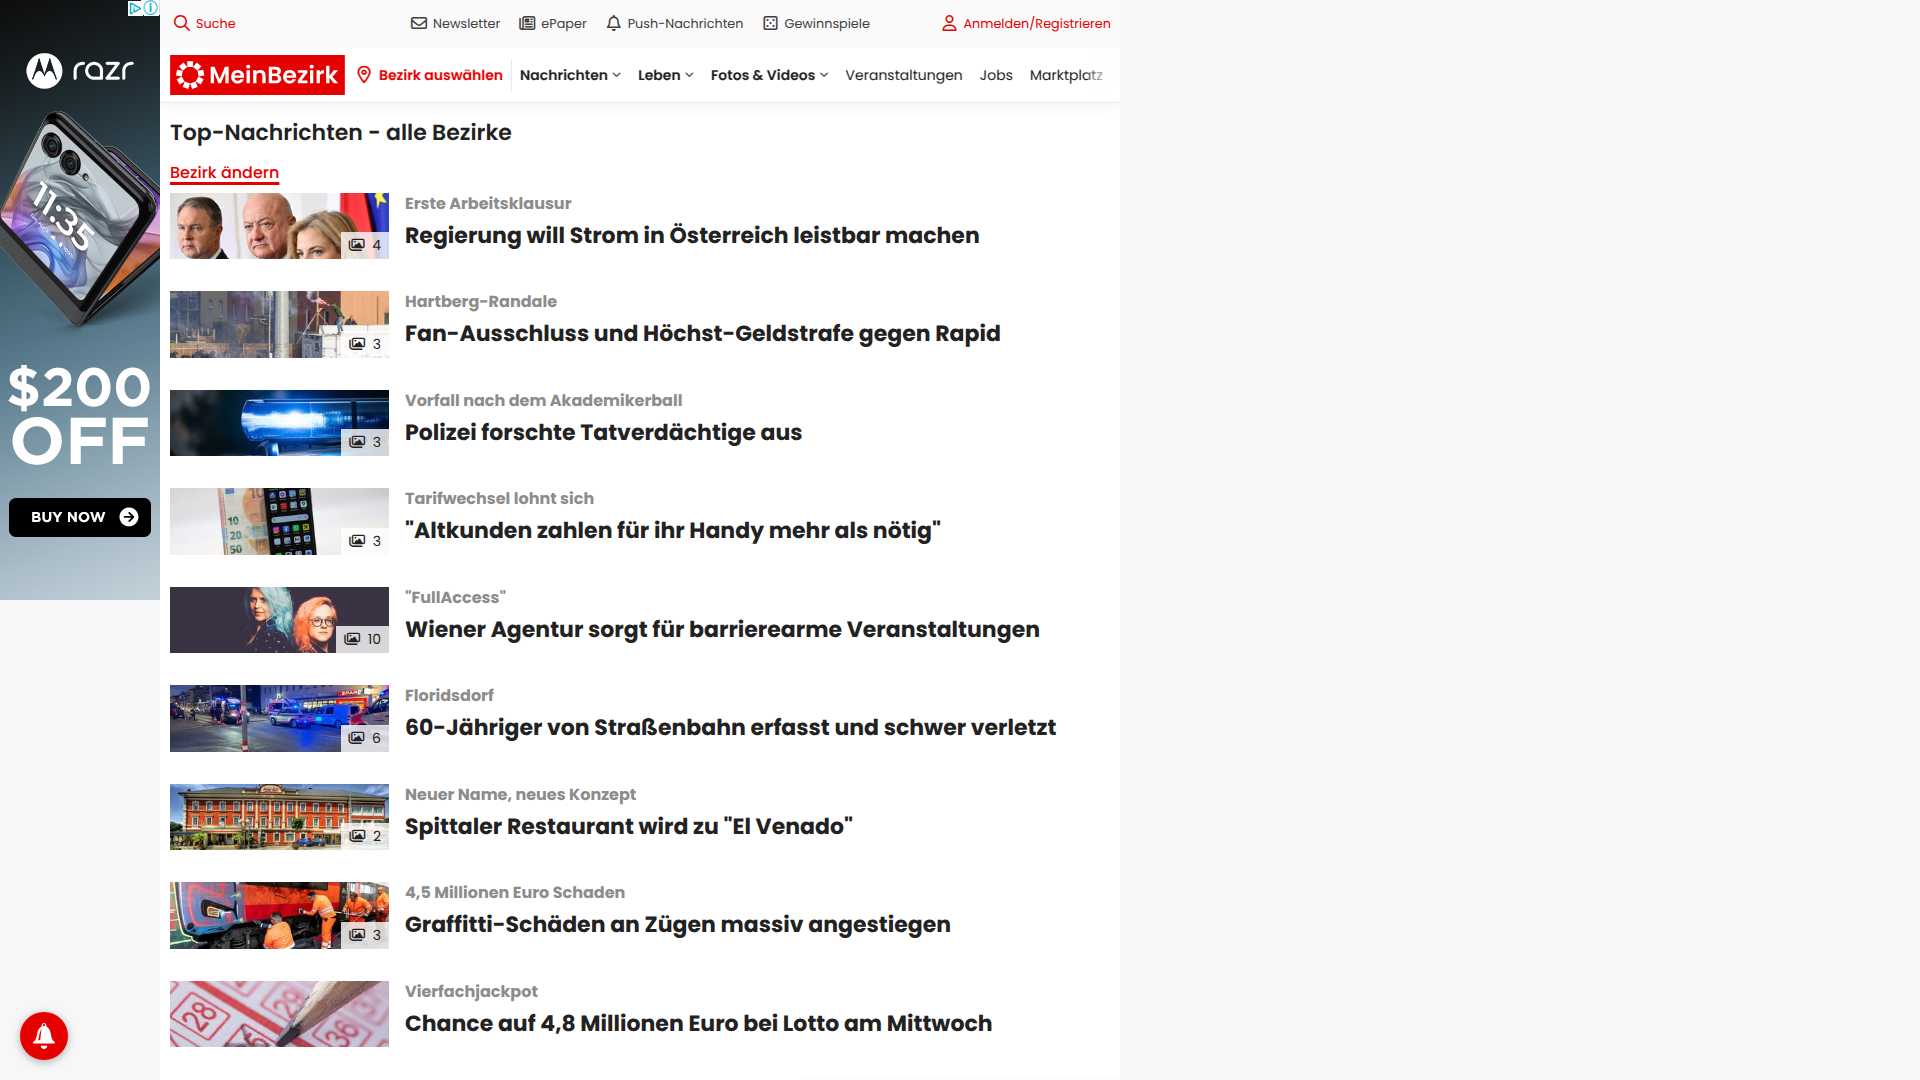 razr
11:35
$200
OFF
BUY NOW
Suche
Newsletter
ePaper
Push-Nachrichten
Gewinnspiele
Anmelden/Registrieren
MeinBezirk
Bezirk auswählen
Nachrichten
Leben
Fotos & Videos
Veranstaltungen
Jobs
Marktplatz
Top-Nachrichten - alle Bezirke
Bezirk ändern
4
Erste Arbeitsklausur
Regierung will Strom in Österreich leistbar machen
3
Hartberg-Randale
Fan-Ausschluss und Höchst-Geldstrafe gegen Rapid
3
Vorfall nach dem Akademikerball
Polizei forschte Tatverdächtige aus
10
20
50
3
Tarifwechsel lohnt sich
"Altkunden zahlen für ihr Handy mehr als nötig"
10
"FullAccess"
Wiener Agentur sorgt für barrierearme Veranstaltungen
6
Floridsdorf
60-Jähriger von Straßenbahn erfasst und schwer verletzt
2
Neuer Name, neues Konzept
Spittaler Restaurant wird zu "El Venado"
3
4,5 Millionen Euro Schaden
Graffitti-Schäden an Zügen massiv angestiegen
28
29
36
Vierfachjackpot
Chance auf 4,8 Millionen Euro bei Lotto am Mittwoch